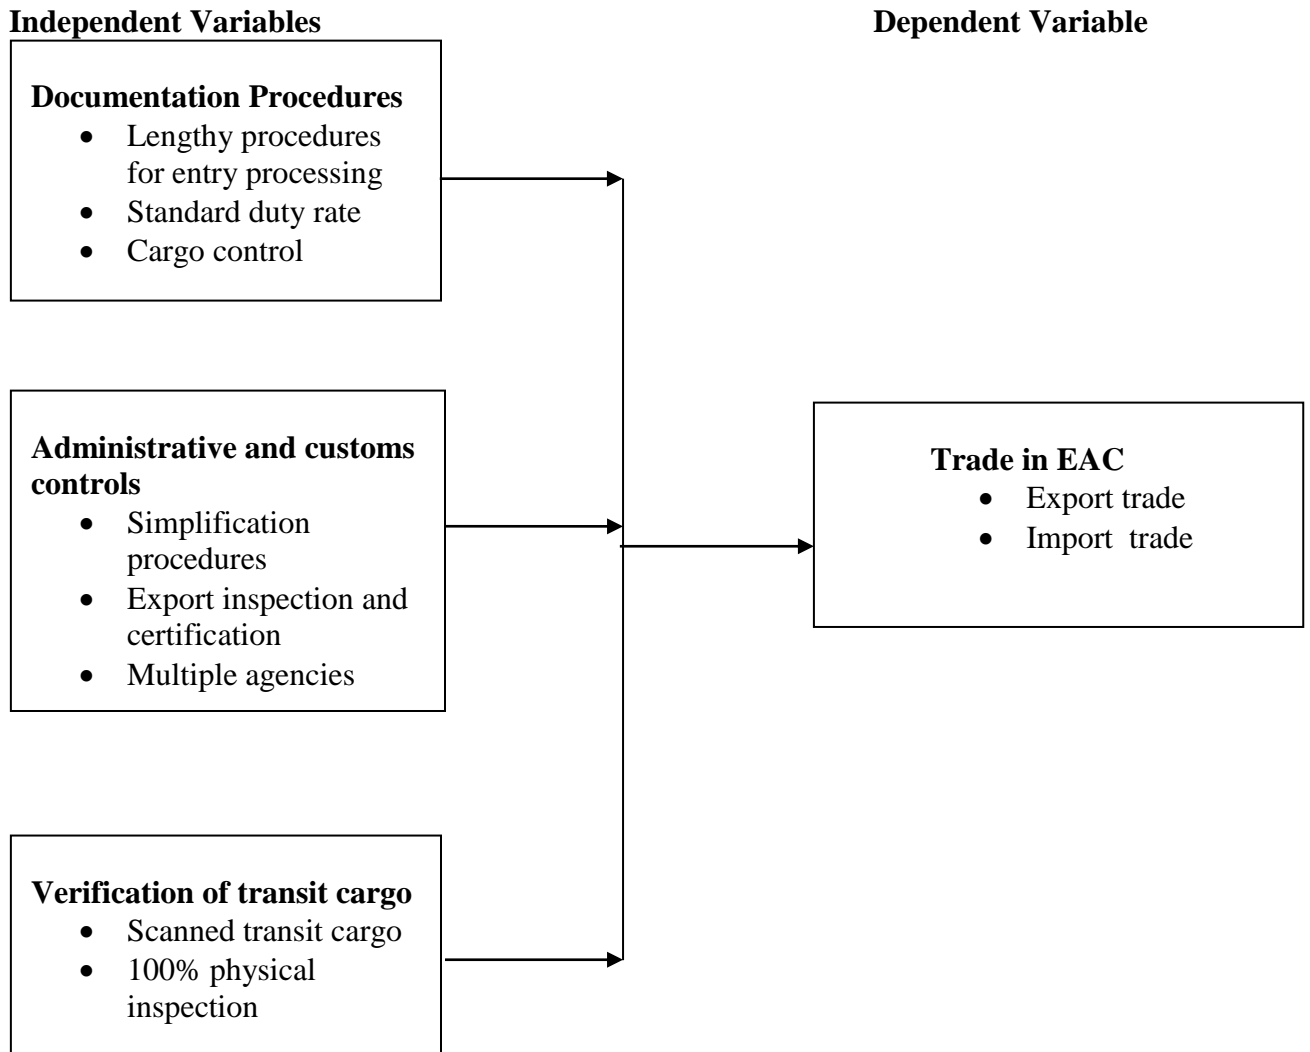 Independent Variables
Dependent Variable
Documentation Procedures
• Lengthy procedures
for entry processing
• Standard duty rate
• Cargo control
Administrative and customs
controls
• Simplification
procedures
• Export inspection and
certification
• Multiple agencies
Trade in EAC
• Export trade
• Import trade
Verification of transit cargo
• Scanned transit cargo
• 100% physical
inspection